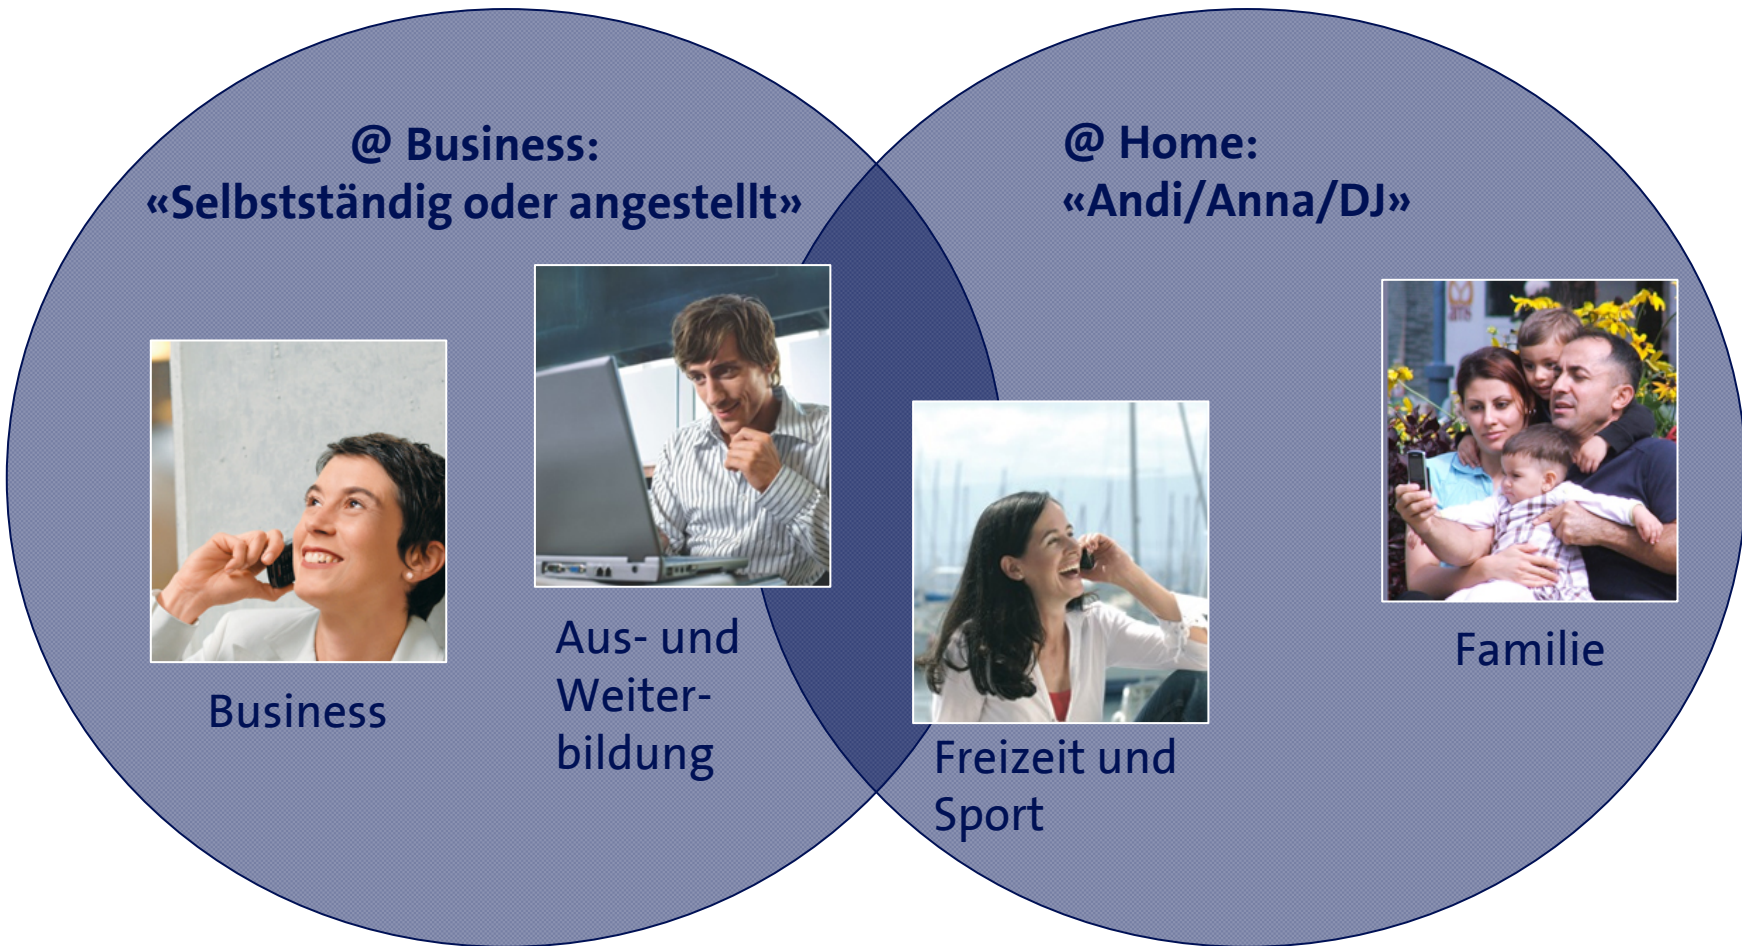 @ Business:
«Selbstständig oder angestellt»
@ Home:
«Andi/Anna/DJ»
Business
Aus- und
Weiter-
bildung
Freizeit und
Sport
Familie